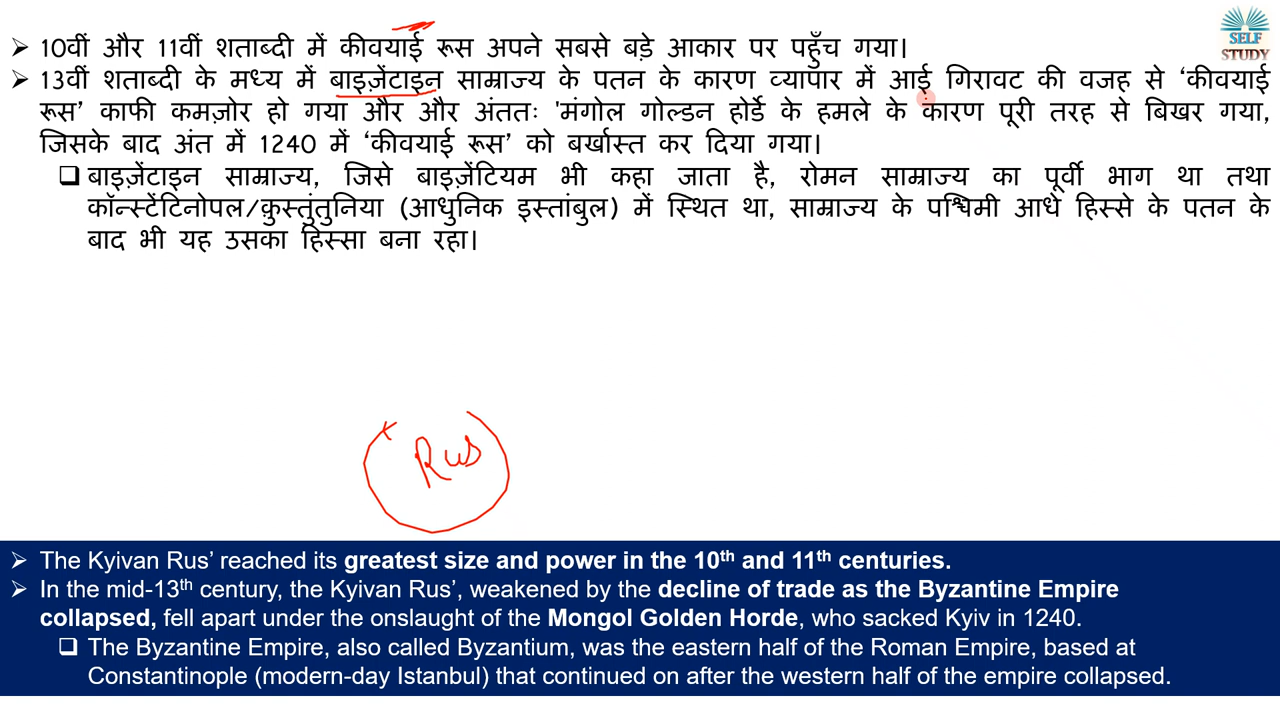 ➢ 10वीं और 11वीं शताब्दी में कीवयाई रूस अपने सबसे बड़े आकार पर पहुँच गया।
➢ 13वीं शताब्दी के मध्य में बाइज़ेंटाइन साम्राज्य के पतन के कारण व्यापार में आई गिरावट की वजह से ‘कीवयाई
रूस’ काफी कमज़ोर हो गया और और अंततः 'मंगोल गोल्डन होर्डे के हमले के कारण पूरी तरह से बिखर गया,
जिसके बाद अंत में 1240 में ‘कीवयाई रूस’ को बर्खास्त कर दिया गया।
❑ बाइज़ेंटाइन साम्राज्य, जिसे बाइज़ेंटियम भी कहा जाता है, रोमन साम्राज्य का पूर्वी भाग था तथा
कॉन्स्टेंटिनोपल/क़ुस्तुंतुनिया (आधुनिक इस्तांबुल) में स्थित था, साम्राज्य के पश्चिमी आधे हिस्से के पतन के
बाद भी यह उसका हिस्सा बना रहा।
SELF
STUDY
Rus
➢ The Kyivan Rus’ reached its greatest size and power in the 10th and 11th centuries.
➢ In the mid-13th century, the Kyivan Rus’, weakened by the decline of trade as the Byzantine Empire
collapsed, fell apart under the onslaught of the Mongol Golden Horde, who sacked Kyiv in 1240.
❑ The Byzantine Empire, also called Byzantium, was the eastern half of the Roman Empire, based at
Constantinople (modern-day Istanbul) that continued on after the western half of the empire collapsed.